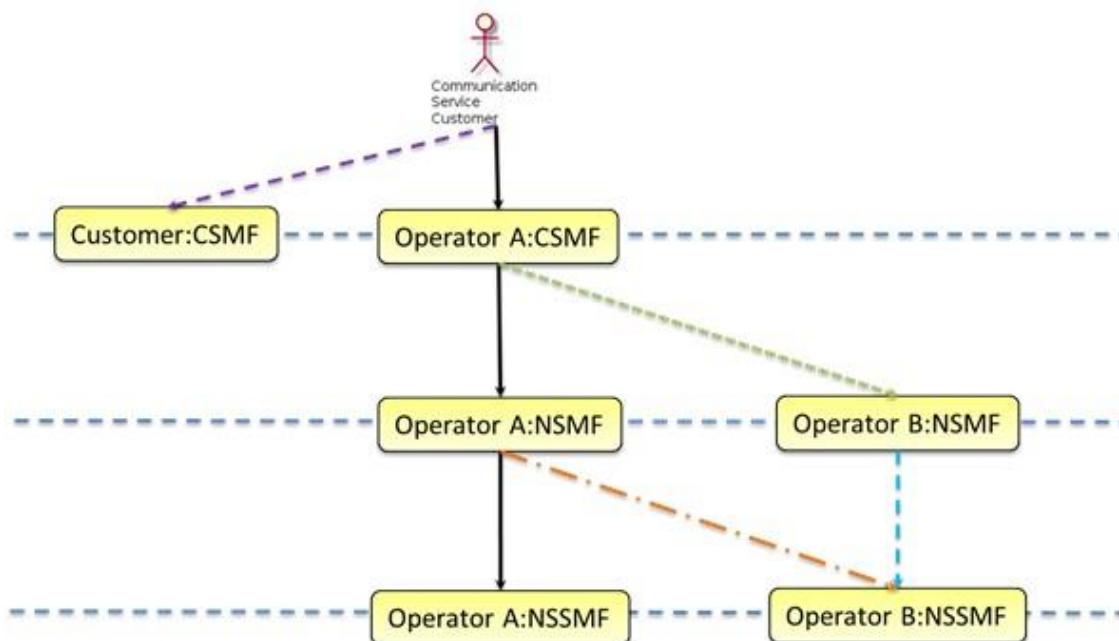 Communication
Service
Customer
Customer:CSMF
Operator A:CSMF
Operator A:NSMF
Operator B:NSMF
Operator A:NSSMF
Operator B:NSSMF